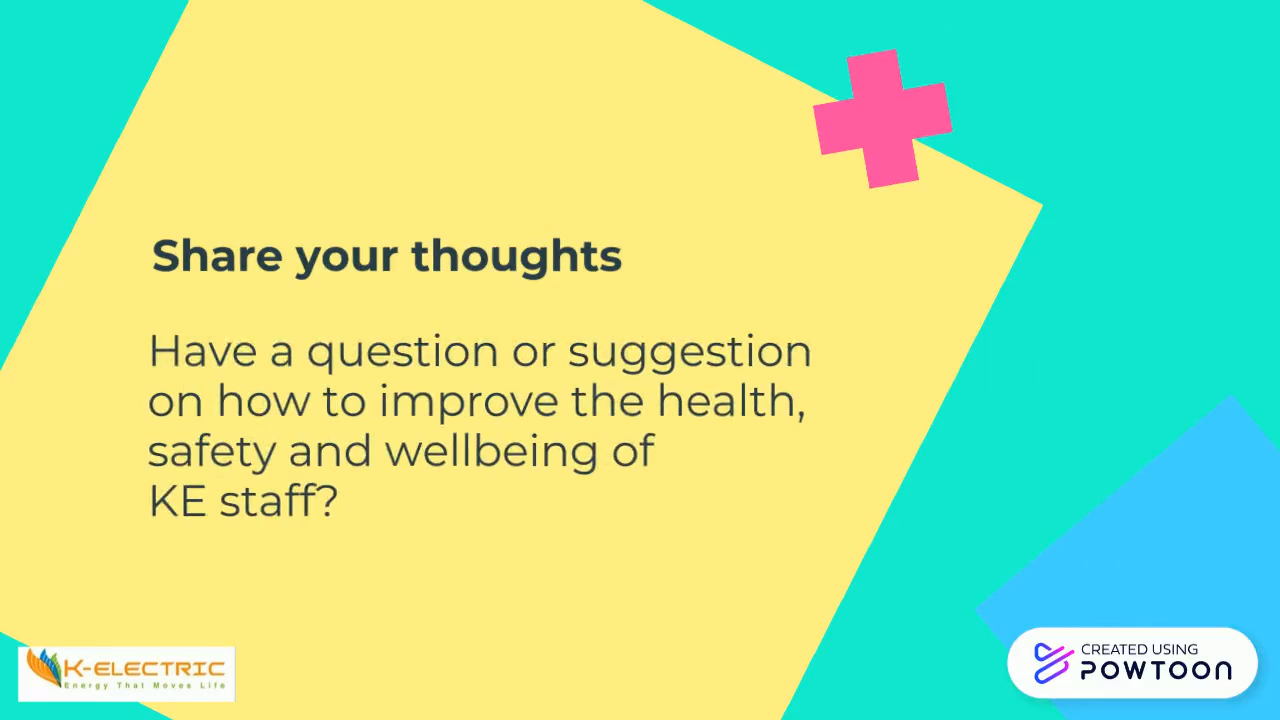 Share your thoughts
Have a question or suggestion
on how to improve the health,
safety and wellbeing of
KE staff?
K-ELECTRIC
Energy That Moves Life
CREATED USING
POWTOON